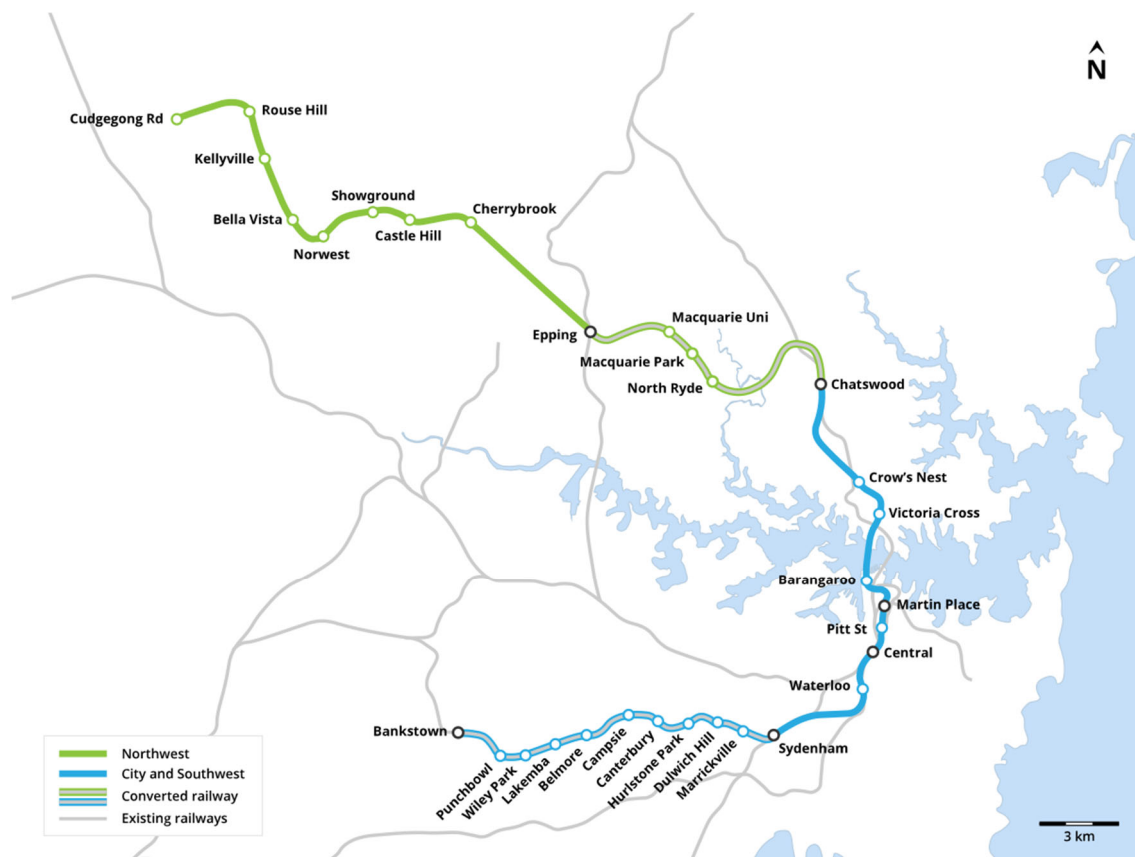 N
Cudgegong Rd
Rouse Hill
Kellyville
Showground
Cherrybrook
Bella Vista
Castle Hill
Norwest
Macquarie Uni
Epping
Macquarie Park
North Ryde
Chatswood
Crow's Nest
Victoria Cross
Barangaroo
Martin Place
Pitt St
Central
Waterloo
Bankstown
Sydenham
Punchbowl
Wiley Park
Lakemba
Belmore
Campsie
Canterbury
Hurlstone Park
Dulwich Hill
Marrickville
Northwest
City and Southwest
Converted railway
Existing railways
3 km